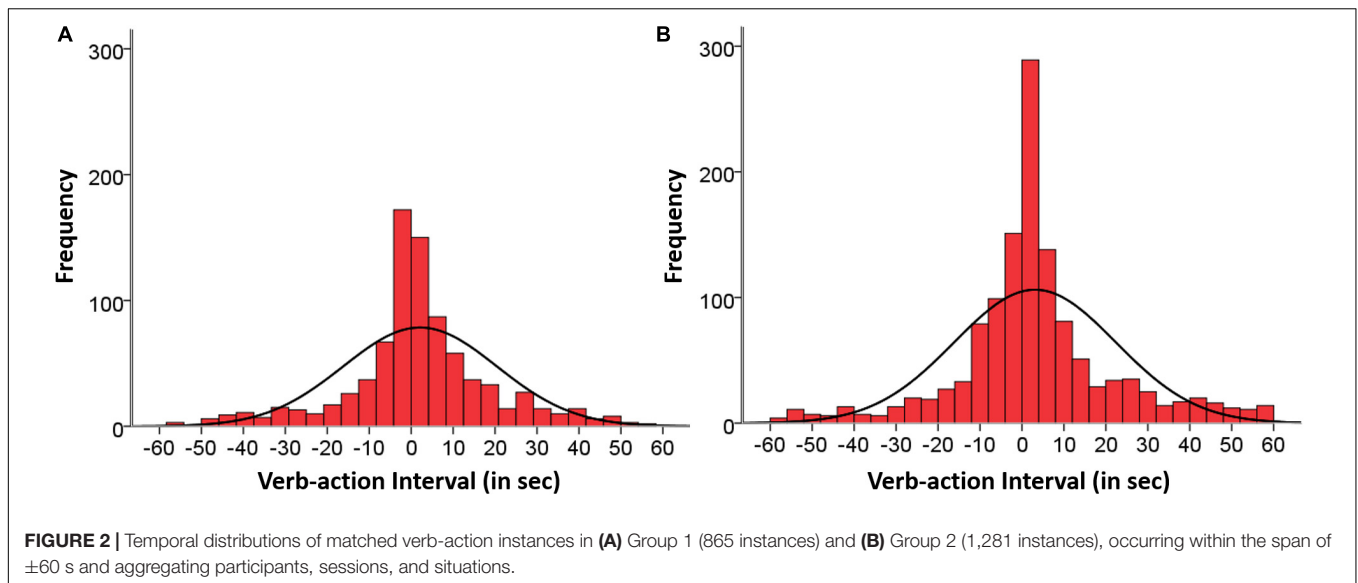 A
300
200
100
0
Frequency
-60 -50 -40 -30 -20 -10 0 10 20 30 40 50 60
Verb-action Interval (in sec)
B
300
200
100
0
Frequency
-60 -50 -40 -30 -20 -10 0 10 20 30 40 50 60
Verb-action Interval (in sec)
FIGURE 2 | Temporal distributions of matched verb-action instances in (A) Group 1 (865 instances) and (B) Group 2 (1,281 instances), occurring within the span of
±60 s and aggregating participants, sessions, and situations.